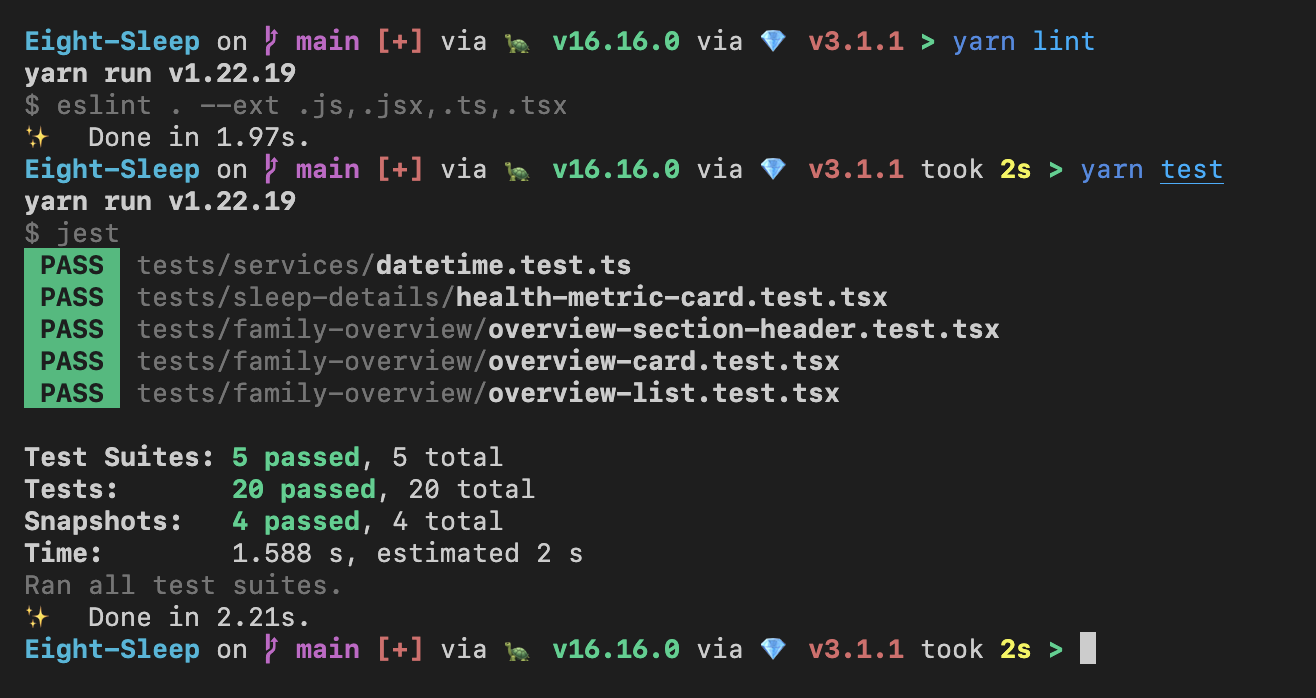 Eight-Sleep on main [+] via 🐢 v16.16.0 via 💎 v3.1.1 > yarn lint
yarn run v1.22.19
$ eslint . --ext .js,.jsx,.ts,.tsx
✨ Done in 1.97s.
Eight-Sleep on main [+] via 🐢 v16.16.0 via 💎 v3.1.1 took 2s > yarn test
yarn run v1.22.19
$ jest
PASS tests/services/datetime.test.ts
PASS tests/sleep-details/health-metric-card.test.tsx
PASS tests/family-overview/overview-section-header.test.tsx
PASS tests/family-overview/overview-card.test.tsx
PASS tests/family-overview/overview-list.test.tsx
Test Suites: 5 passed, 5 total
Tests: 20 passed, 20 total
Snapshots: 4 passed, 4 total
Time: 1.588 s, estimated 2 s
Ran all test suites.
✨ Done in 2.21s.
Eight-Sleep on main [+] via 🐢 v16.16.0 via 💎 v3.1.1 took 2s >